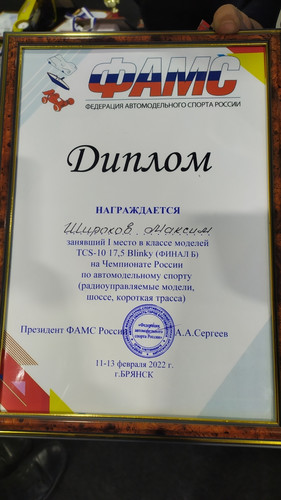 ФАМС
ФЕДЕРАЦИЯ АВТОМОДЕЛЬНОГО СПОРТА РОССИИ
Диплом
НАГРАЖДАЕТСЯ
Широков Максим
занявший I место в классе моделей
TCS-10 17,5 Blinky (ФИНАЛ Б)
на Чемпионате России
по автомодельному спорту
(радиоуправляемые модели,
шоссе, короткая трасса)
Президент ФАМС России А.А.Сергеев
11-13 февраля 2022 г.
г.БРЯНСК